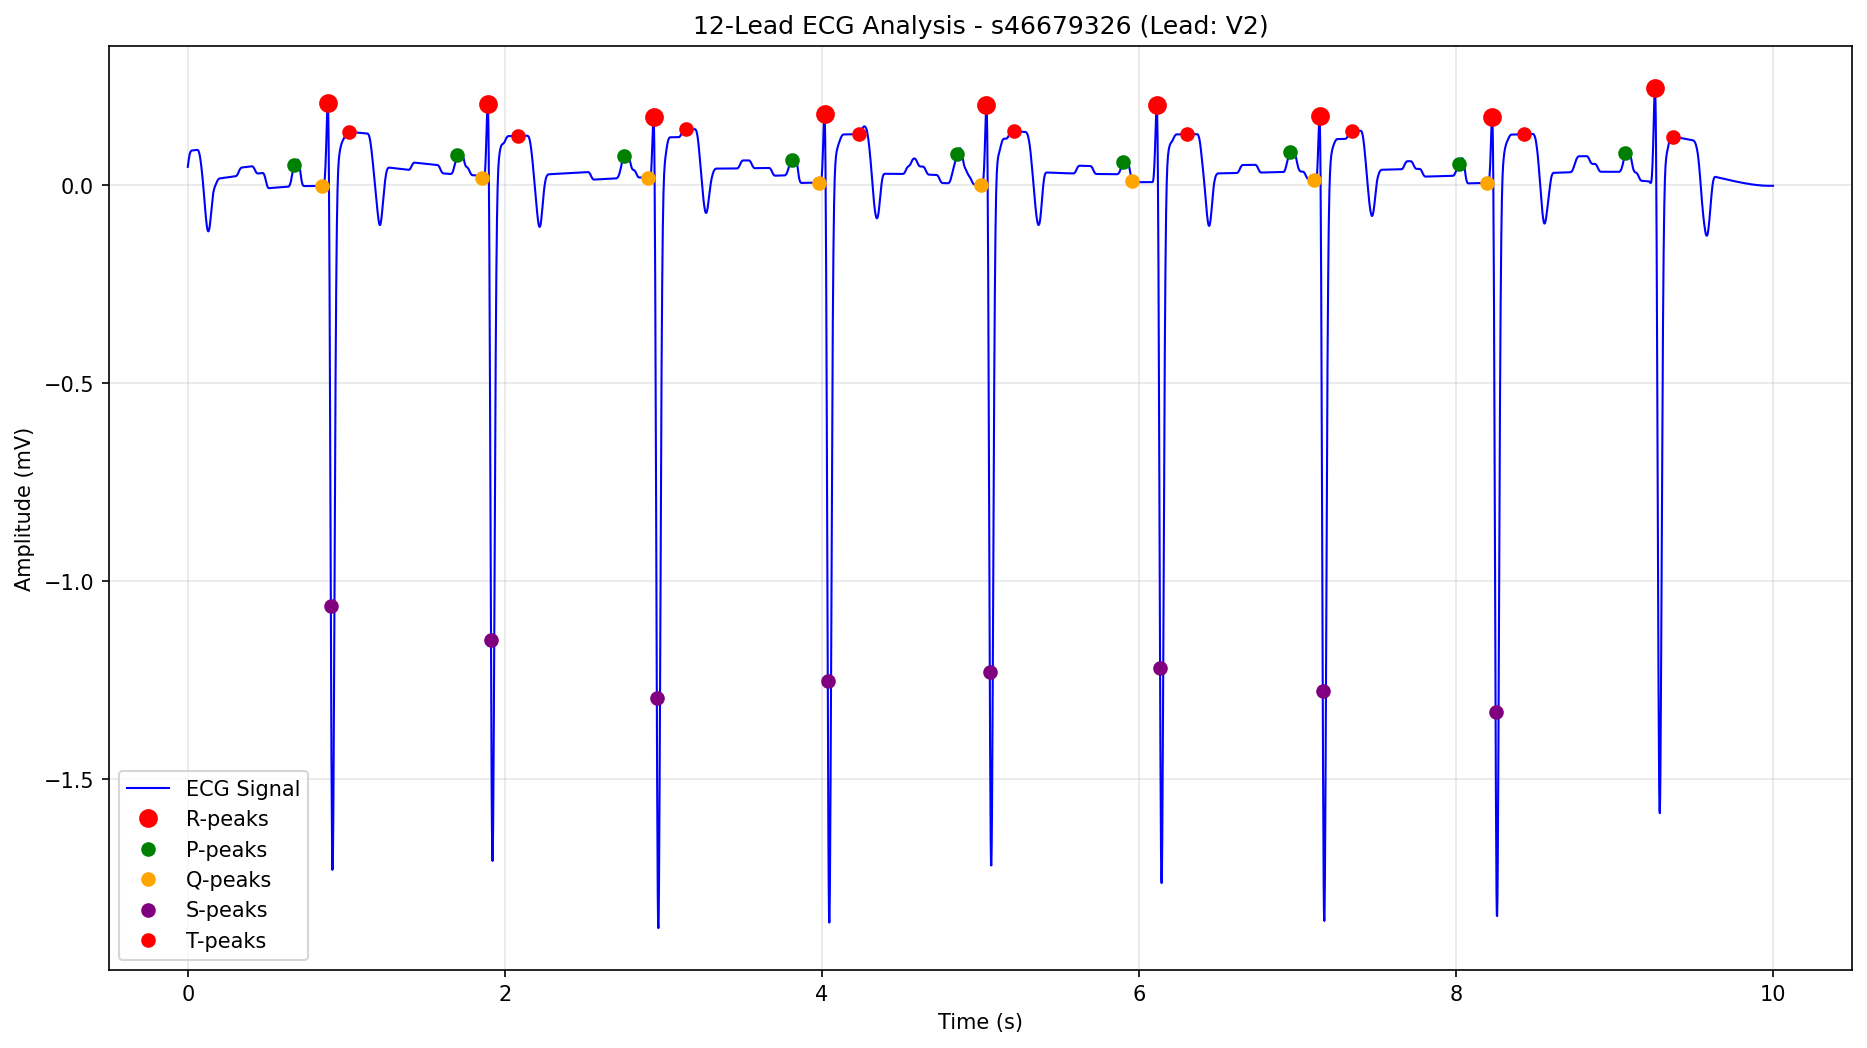 12-Lead ECG Analysis - s46679326 (Lead: V2)
Amplitude (mV)
0.0
−0.5
−1.0
−1.5
ECG Signal
R-peaks
P-peaks
Q-peaks
S-peaks
T-peaks
0 2 4 6 8 10
Time (s)